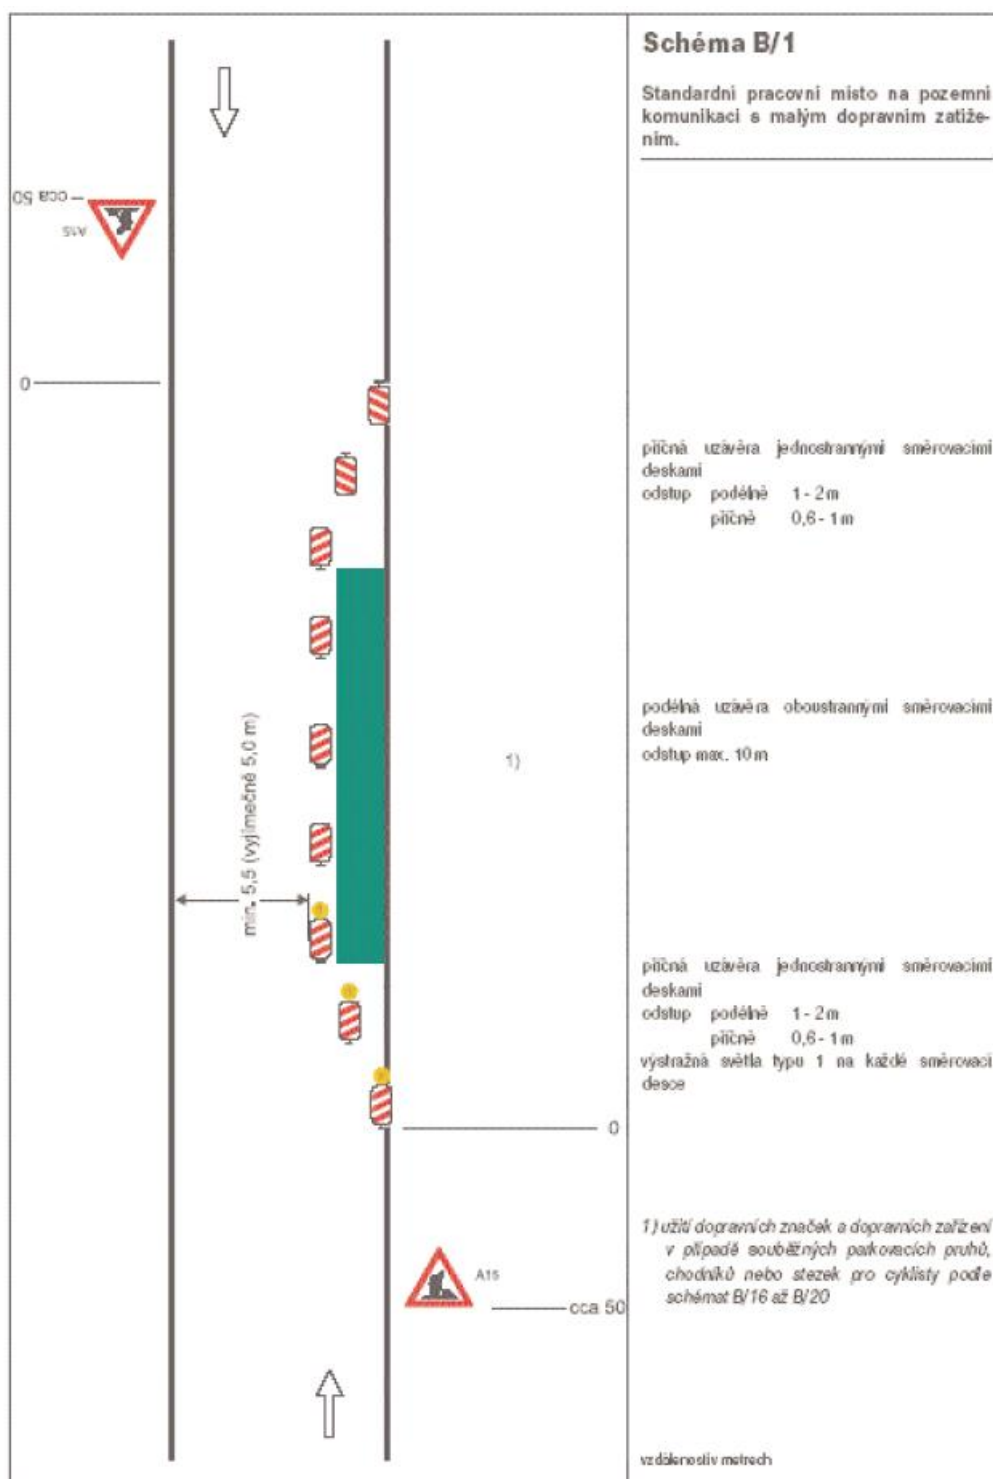 Schéma B/1
Standardní pracovní místo na pozemní
komunikaci s malým dopravním zatíže-
ním.
cca 50
A15
0
příčná uzávěra jednostrannými směrovacími
deskami
odstup podélně 1 - 2 m
příčně 0,6 - 1 m
podélná uzávěra oboustrannými směrovacími
deskami
odstup max. 10 m
1)
min. 5,5 (vyjímečně 5,0 m)
příčná uzávěra jednostrannými směrovacími
deskami
odstup podélně 1 - 2 m
příčně 0,6 - 1 m
výstražná světla typu 1 na každé směrovací
desce
0
A15
cca 50
1) užití dopravních značek a dopravních zařízení
v případě souběžných parkovacích pruhů,
chodníků nebo stezek pro cyklisty podle
schémat B/16 až B/20
vzdálenosti v metrech